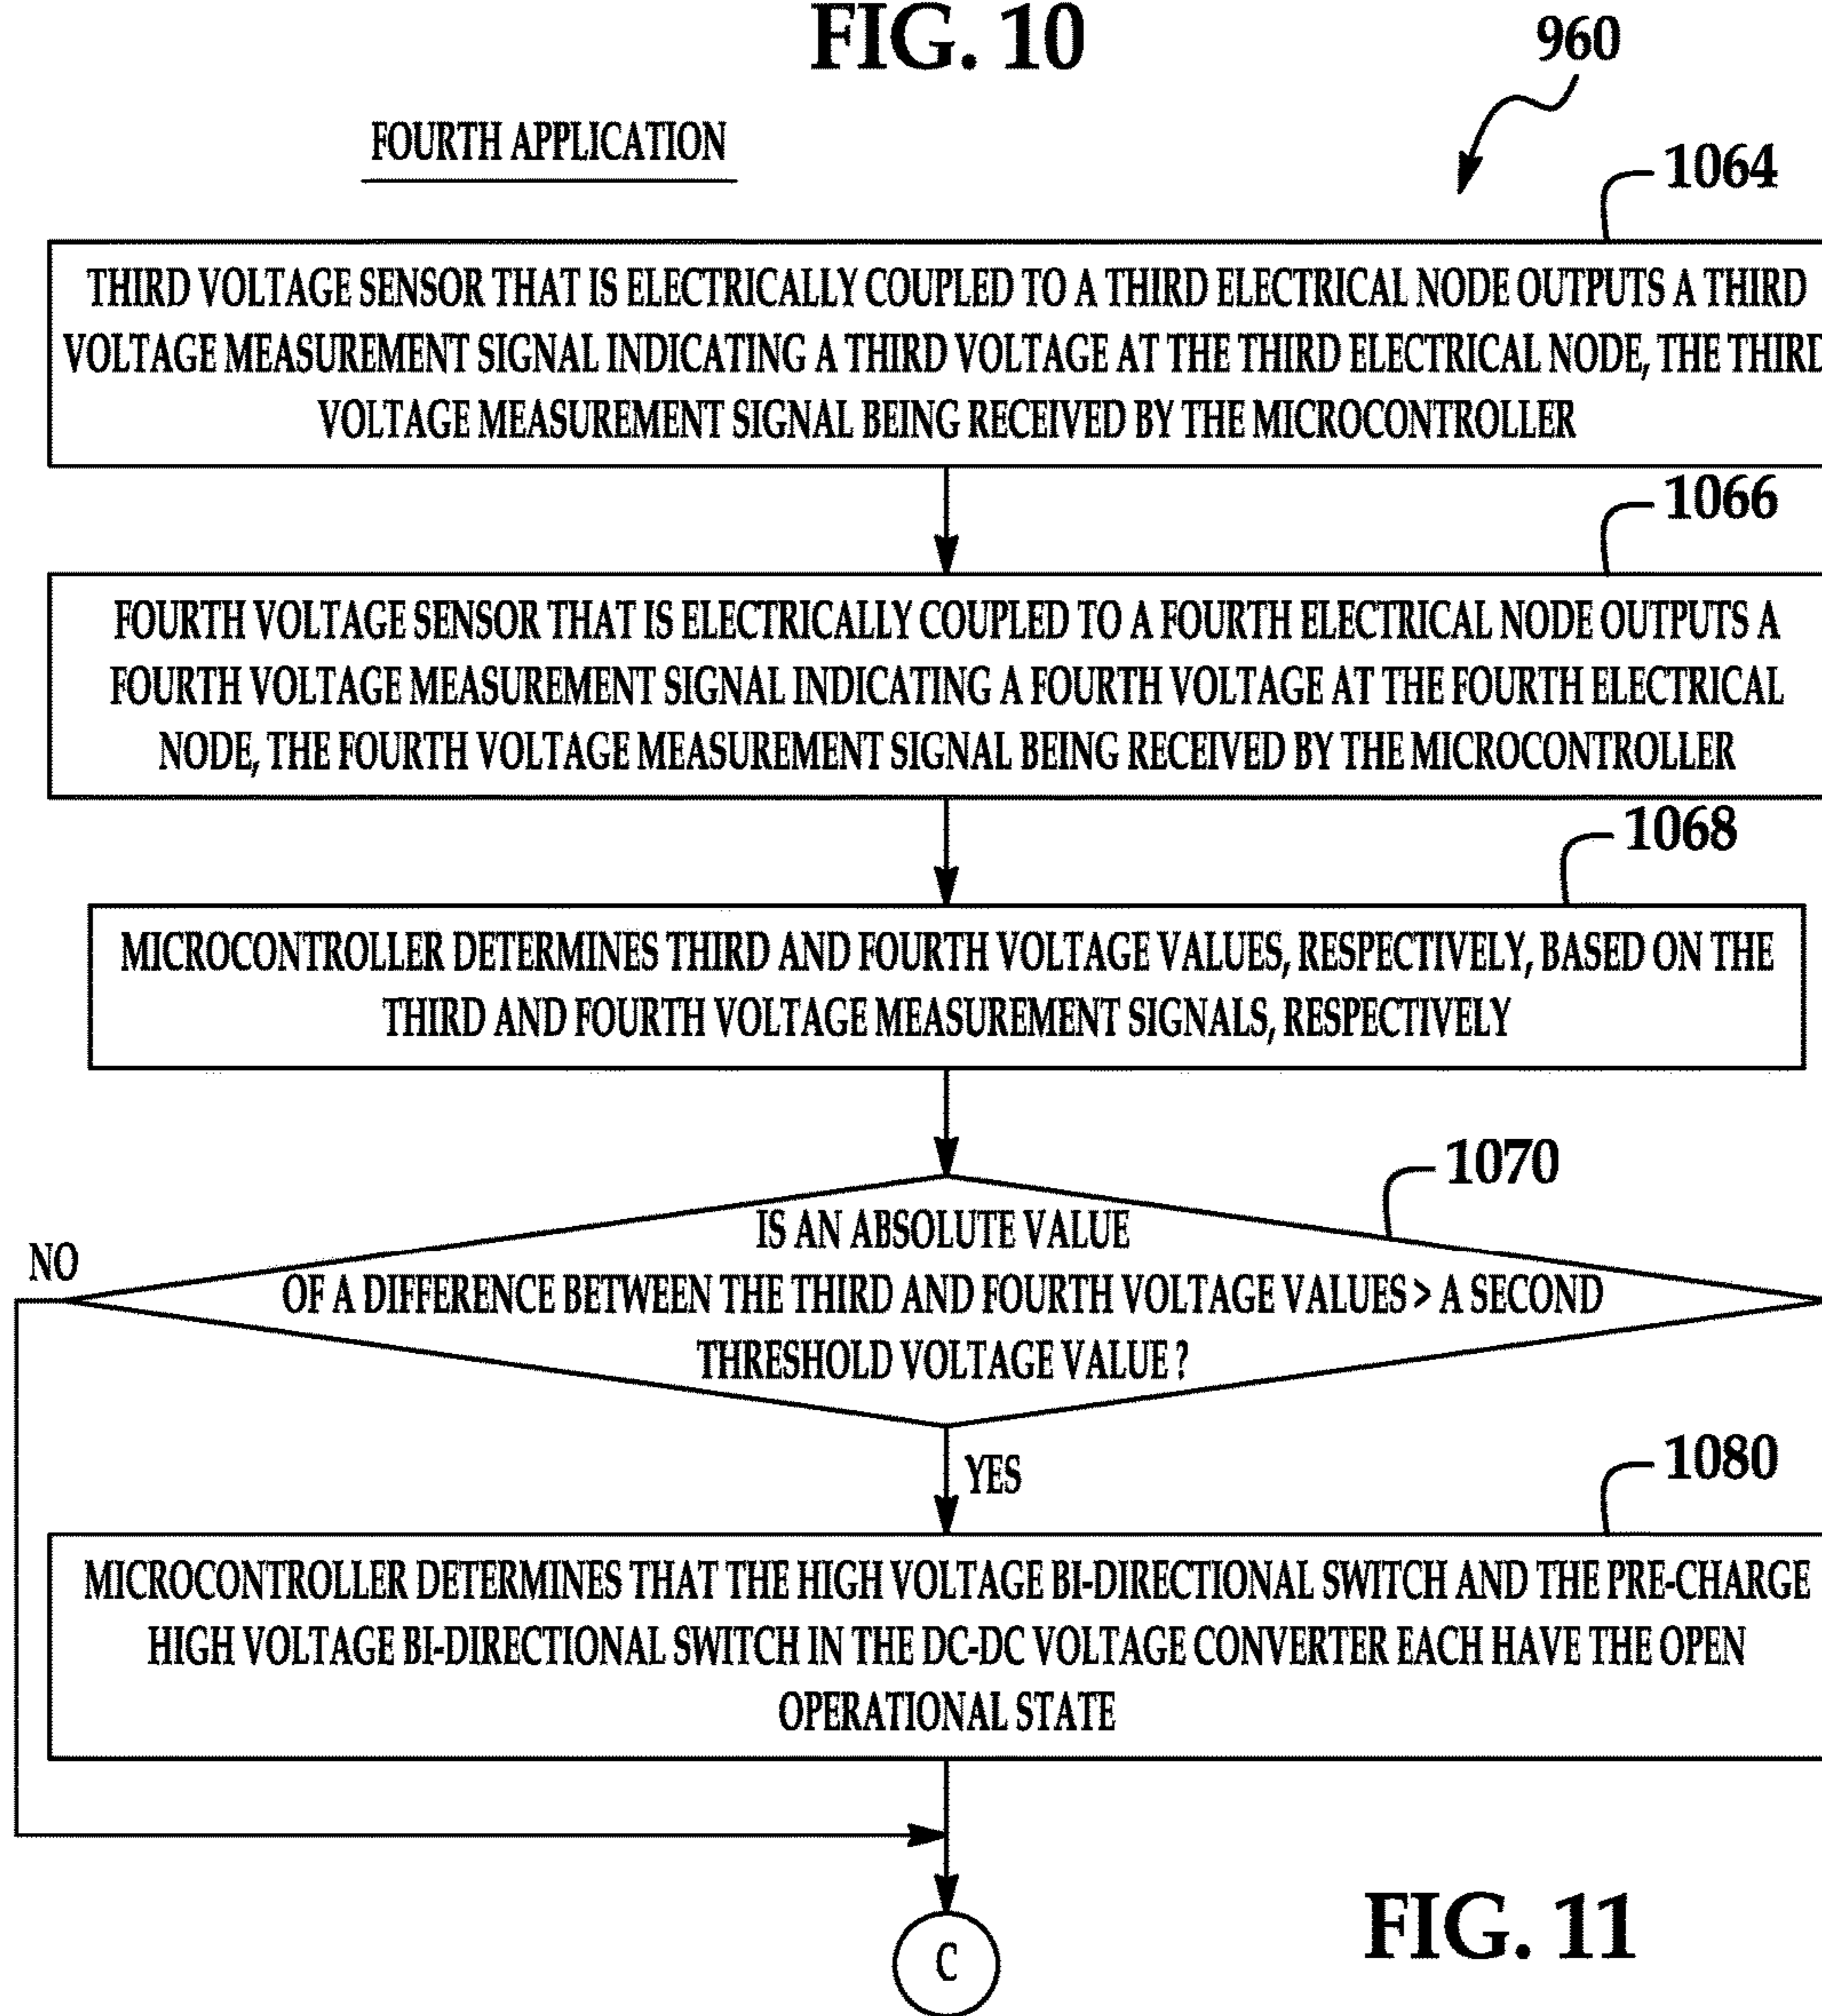 FIG. 10
960
FOURTH APPLICATION
1064
THIRD VOLTAGE SENSOR THAT IS ELECTRICALLY COUPLED TO A THIRD ELECTRICAL NODE OUTPUTS A THIRD
VOLTAGE MEASUREMENT SIGNAL INDICATING A THIRD VOLTAGE AT THE THIRD ELECTRICAL NODE, THE THIRD
VOLTAGE MEASUREMENT SIGNAL BEING RECEIVED BY THE MICROCONTROLLER
1066
FOURTH VOLTAGE SENSOR THAT IS ELECTRICALLY COUPLED TO A FOURTH ELECTRICAL NODE OUTPUTS A
FOURTH VOLTAGE MEASUREMENT SIGNAL INDICATING A FOURTH VOLTAGE AT THE FOURTH ELECTRICAL
NODE, THE FOURTH VOLTAGE MEASUREMENT SIGNAL BEING RECEIVED BY THE MICROCONTROLLER
1068
MICROCONTROLLER DETERMINES THIRD AND FOURTH VOLTAGE VALUES, RESPECTIVELY, BASED ON THE
THIRD AND FOURTH VOLTAGE MEASUREMENT SIGNALS, RESPECTIVELY
1070
IS AN ABSOLUTE VALUE
NO
OF A DIFFERENCE BETWEEN THE THIRD AND FOURTH VOLTAGE VALUES > A SECOND
THRESHOLD VOLTAGE VALUE ?
YES
1080
MICROCONTROLLER DETERMINES THAT THE HIGH VOLTAGE BI-DIRECTIONAL SWITCH AND THE PRE-CHARGE
HIGH VOLTAGE BI-DIRECTIONAL SWITCH IN THE DC-DC VOLTAGE CONVERTER EACH HAVE THE OPEN
OPERATIONAL STATE
C
FIG. 11